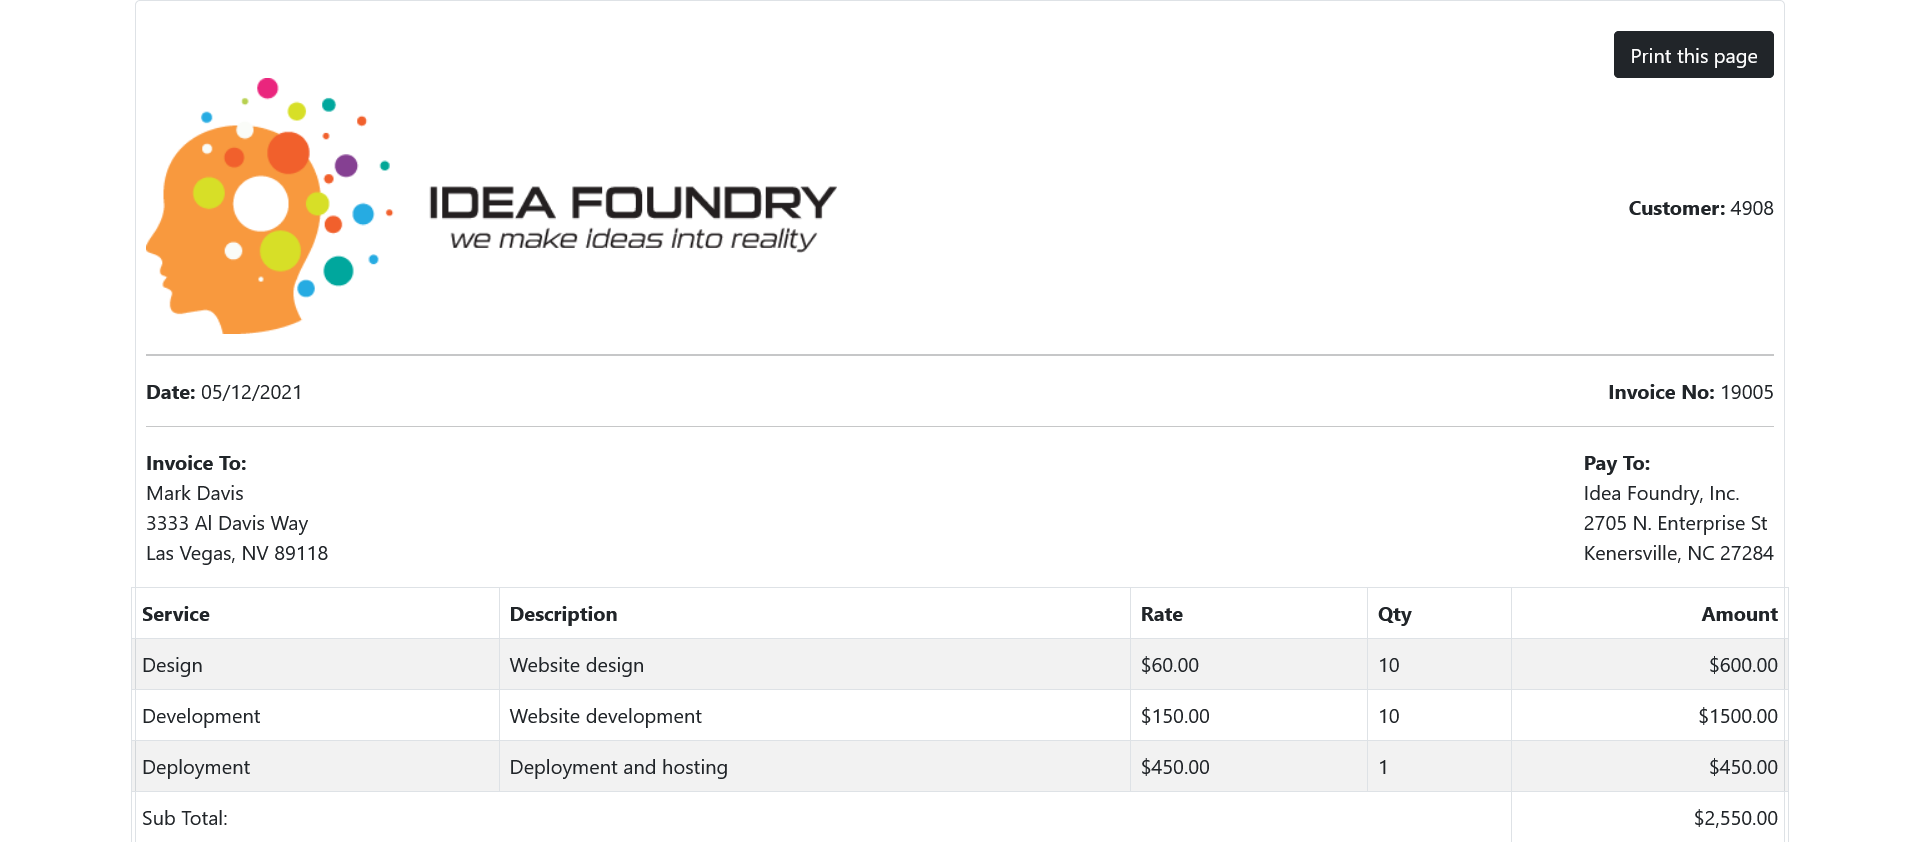 Print this page
IDEA FOUNDRY
we make ideas into reality
Customer: 4908
Date: 05/12/2021
Invoice No: 19005
Invoice To:
Mark Davis
3333 Al Davis Way
Las Vegas, NV 89118
Pay To:
Idea Foundry, Inc.
2705 N. Enterprise St
Kenersville, NC 27284
Service Description Rate Qty Amount
Design Website design $60.00 10 $600.00
Development Website development $150.00 10 $1500.00
Deployment Deployment and hosting $450.00 1 $450.00
Sub Total: $2,550.00